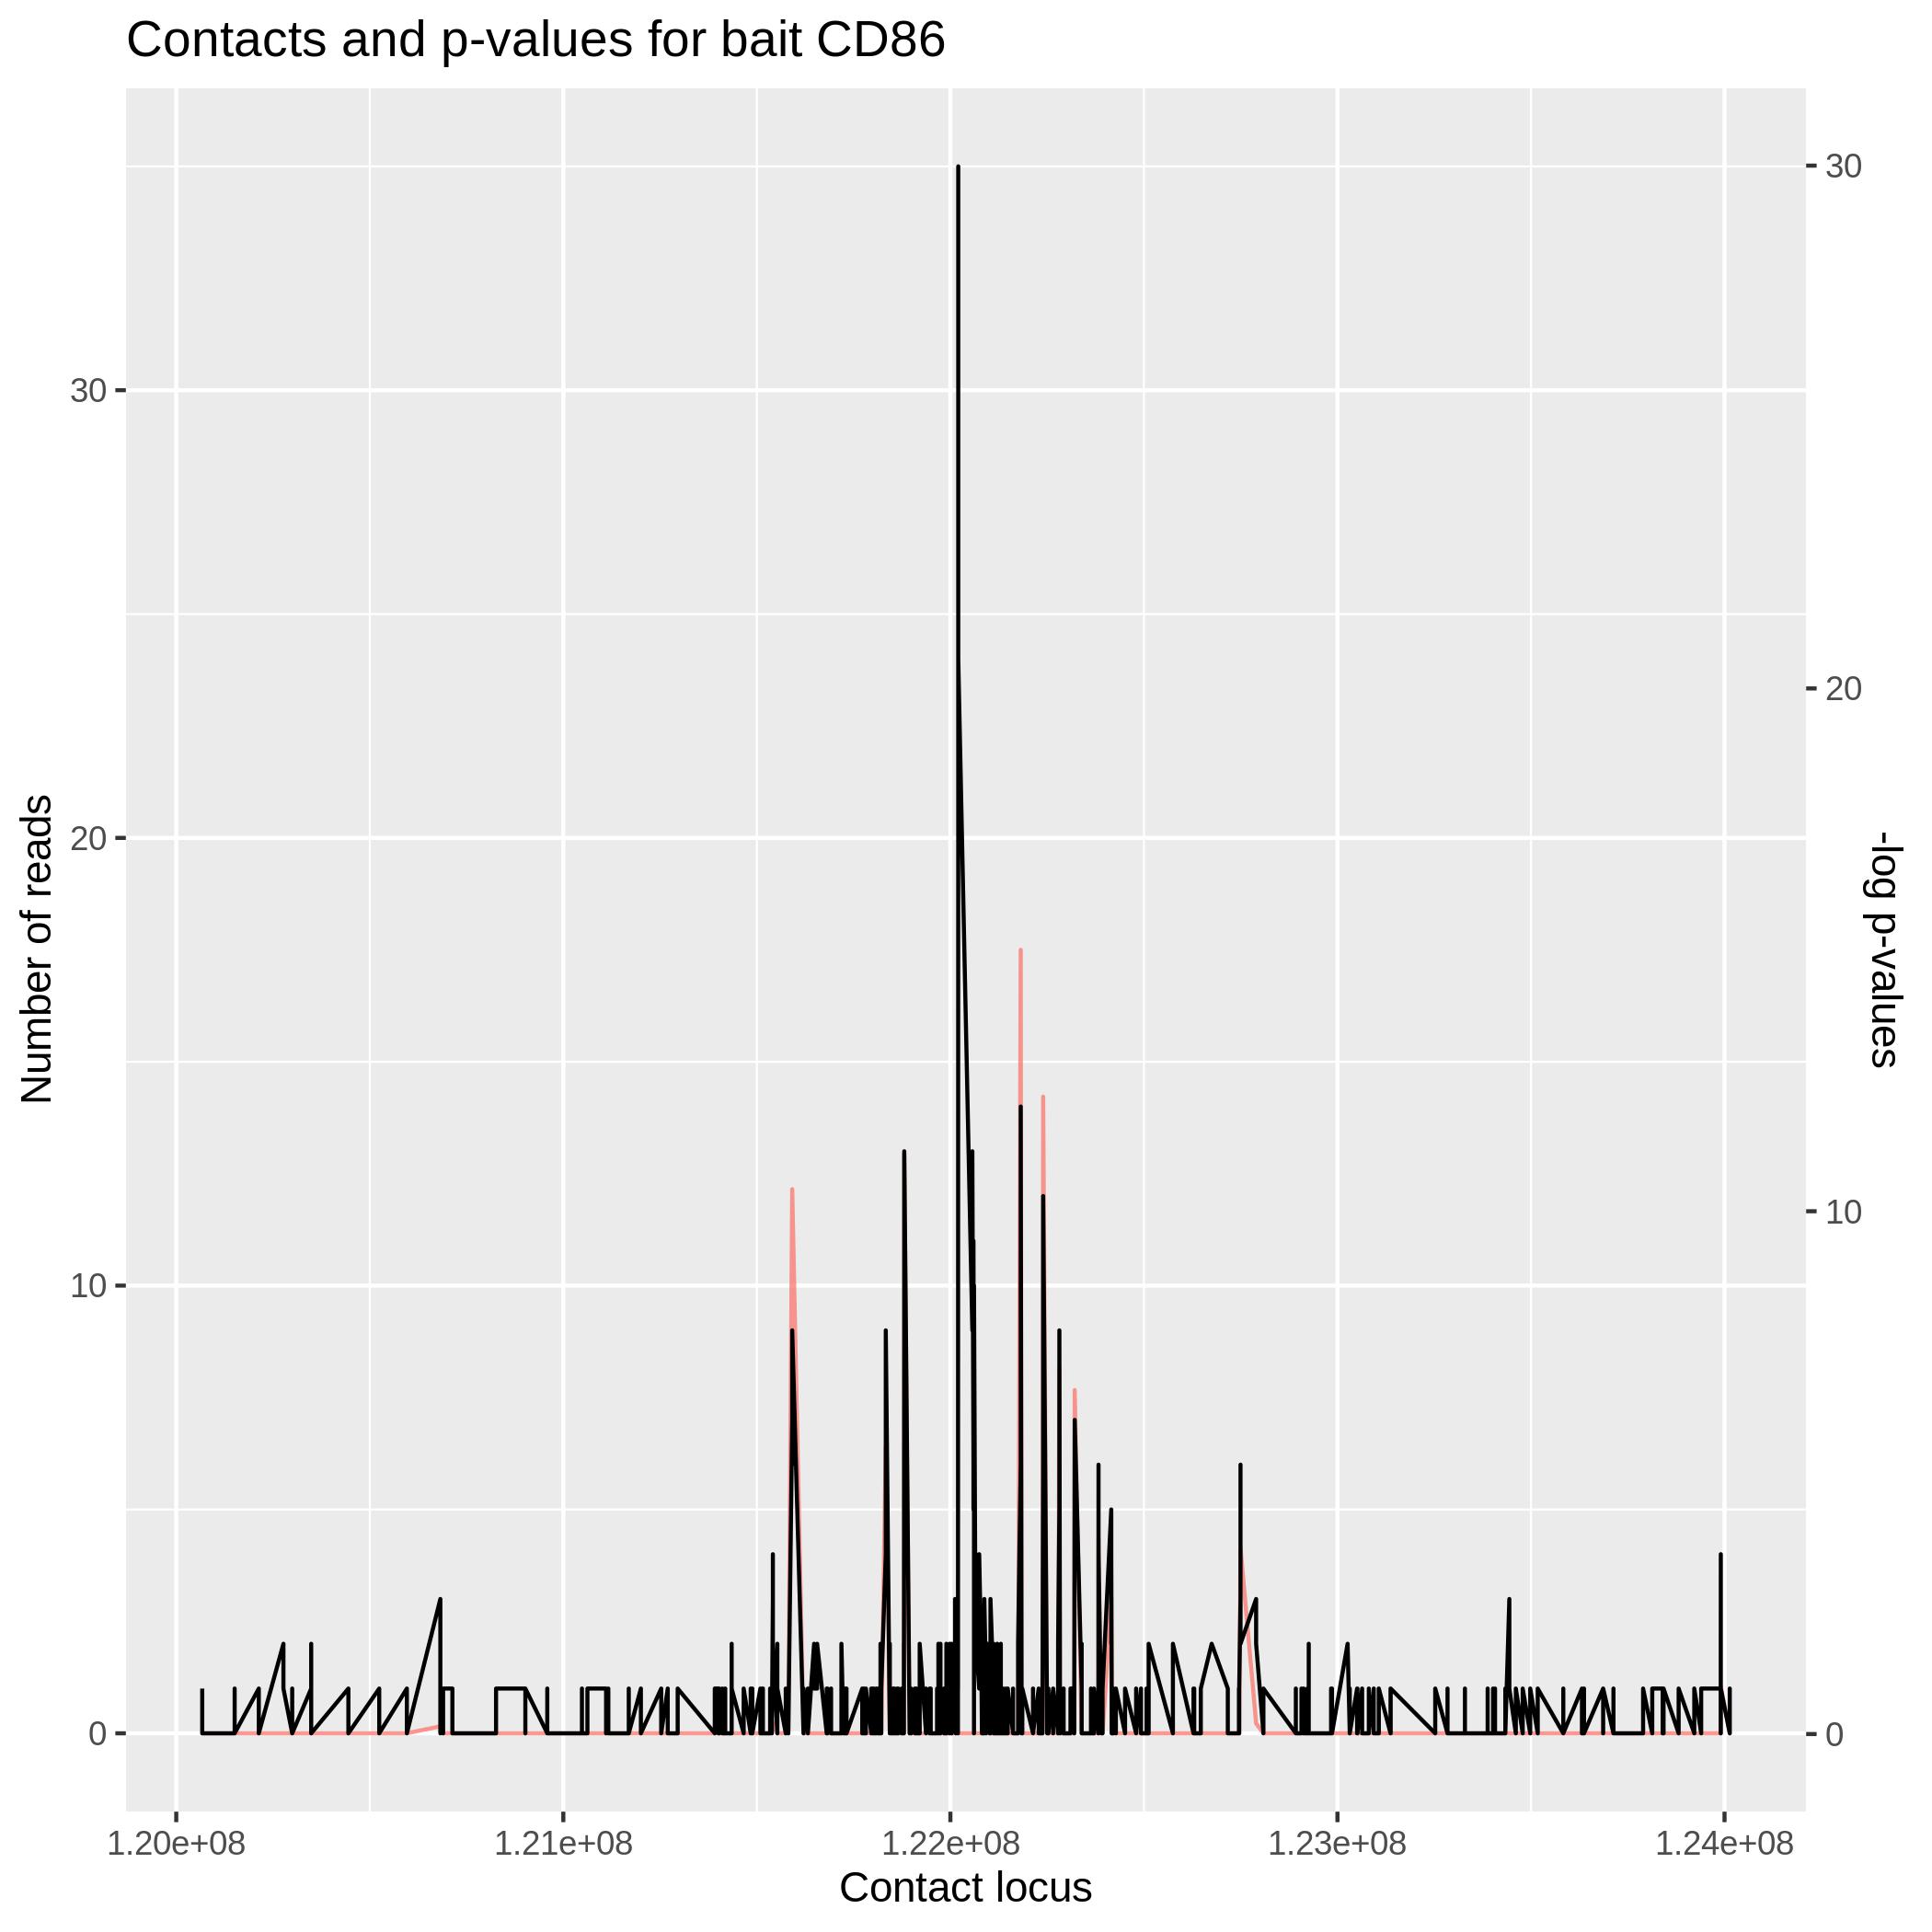 Contacts and p-values for bait CD86
Number of reads
30
20
10
0
30
20
10
0
-log p-values
1.20e+08
1.21e+08
1.22e+08
1.23e+08
1.24e+08
Contact locus